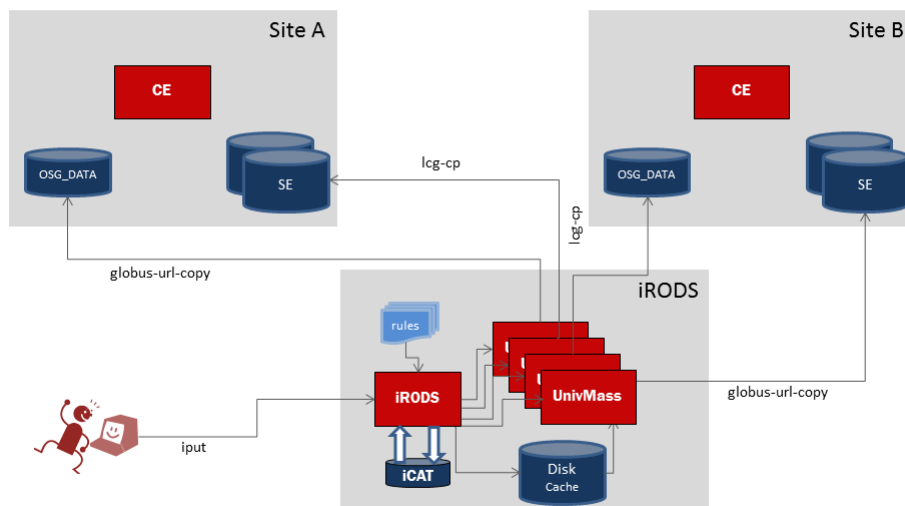 Site A
Site B
CE
CE
OSG_DATA
SE
OSG_DATA
SE
lcg-cp
lcg-cp
globus-url-copy
iRODS
rules
iRODS
UnivMass
globus-url-copy
iput
iCAT
Disk
Cache